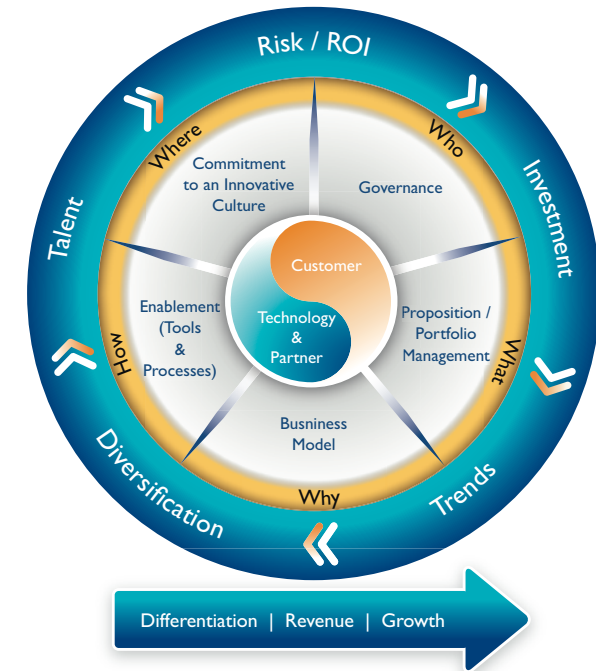 Risk / ROI
Investment
Trends
Diversification
Talent
Where
Who
What
Why
How
Commitment
to an Innovative
Culture
Governance
Proposition /
Portfolio
Management
Busniness
Model
Enablement
(Tools
&
Processes)
Customer
Technology
&
Partner
Differentiation | Revenue | Growth